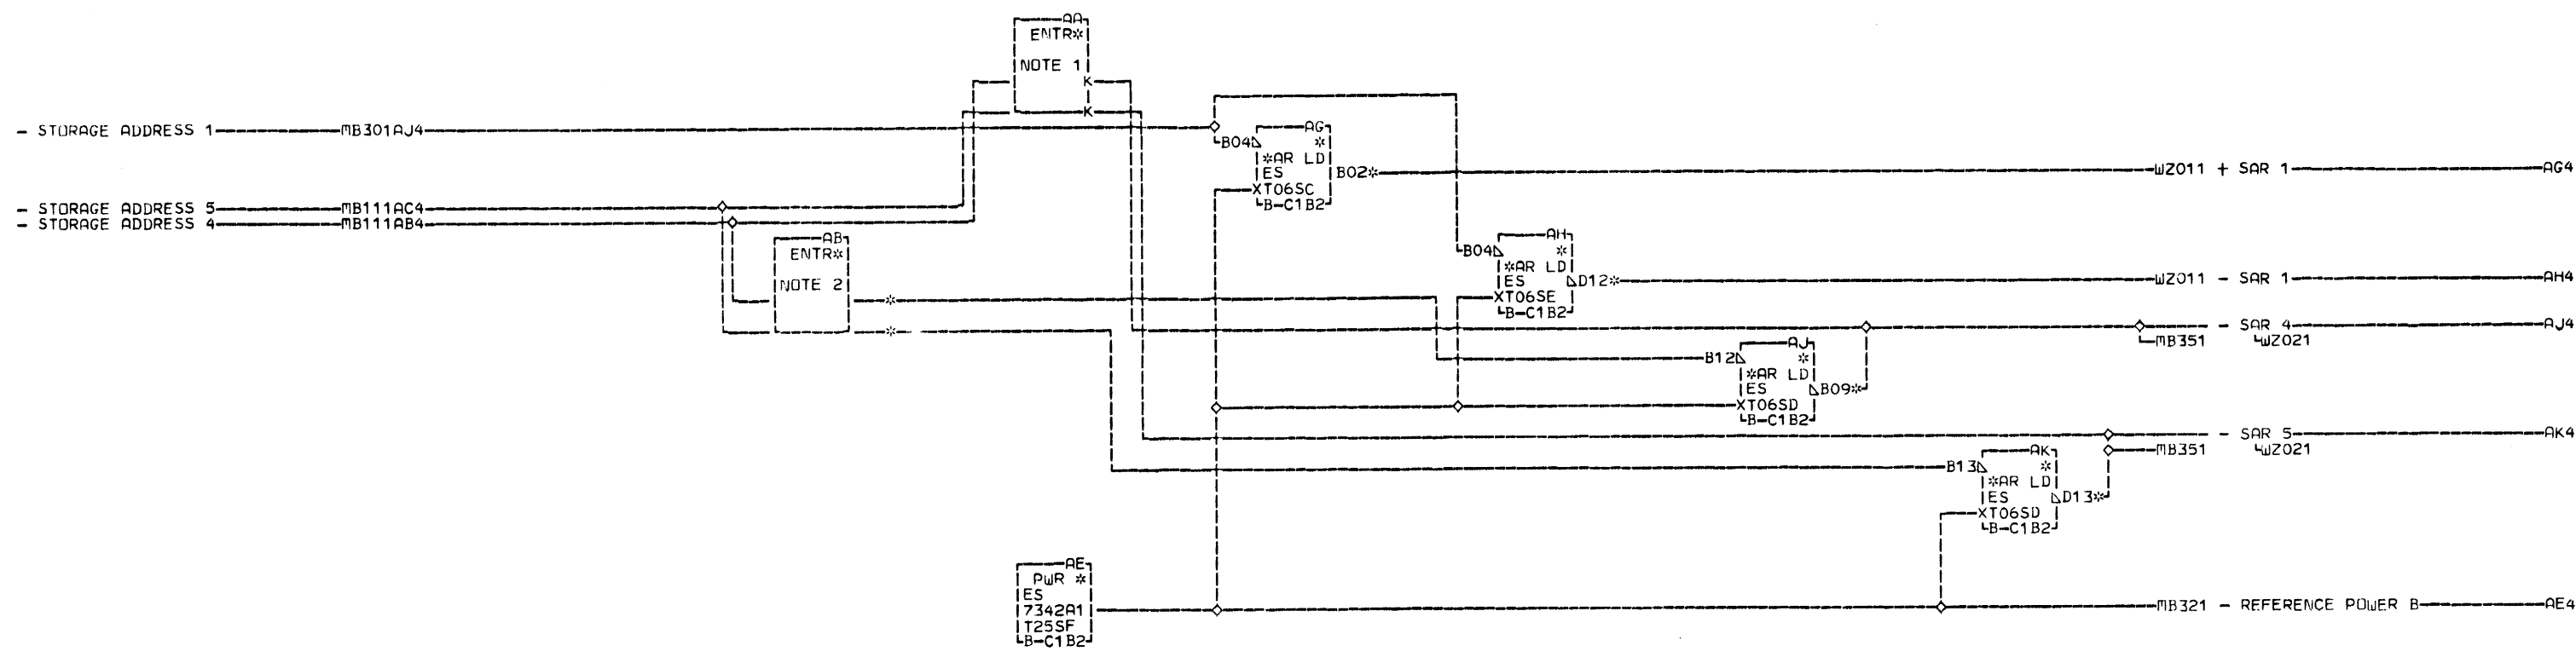 AA
ENTR*
NOTE 1
K
K
- STORAGE ADDRESS 1 MB301AJ4
AG
B04 *
*AR LD
ES B02* WZ011 + SAR 1 AG4
XT06SC
B-C1B2
- STORAGE ADDRESS 5 MB111AC4
- STORAGE ADDRESS 4 MB111AB4
AB
ENTR*
NOTE 2
*
*
AH
B04 *
*AR LD
ES D12* WZ011 - SAR 1 AH4
XT06SE
B-C1B2
- SAR 4 AJ4
MB351 WZ021
AJ
B12 *
*AR LD
ES B09*
XT06SD
B-C1B2
- SAR 5 AK4
MB351 WZ021
AK
B13 *
*AR LD
ES D13*
XT06SD
B-C1B2
AE
PWR *
ES
7342A1 MB321 - REFERENCE POWER B AE4
T25SF
B-C1B2